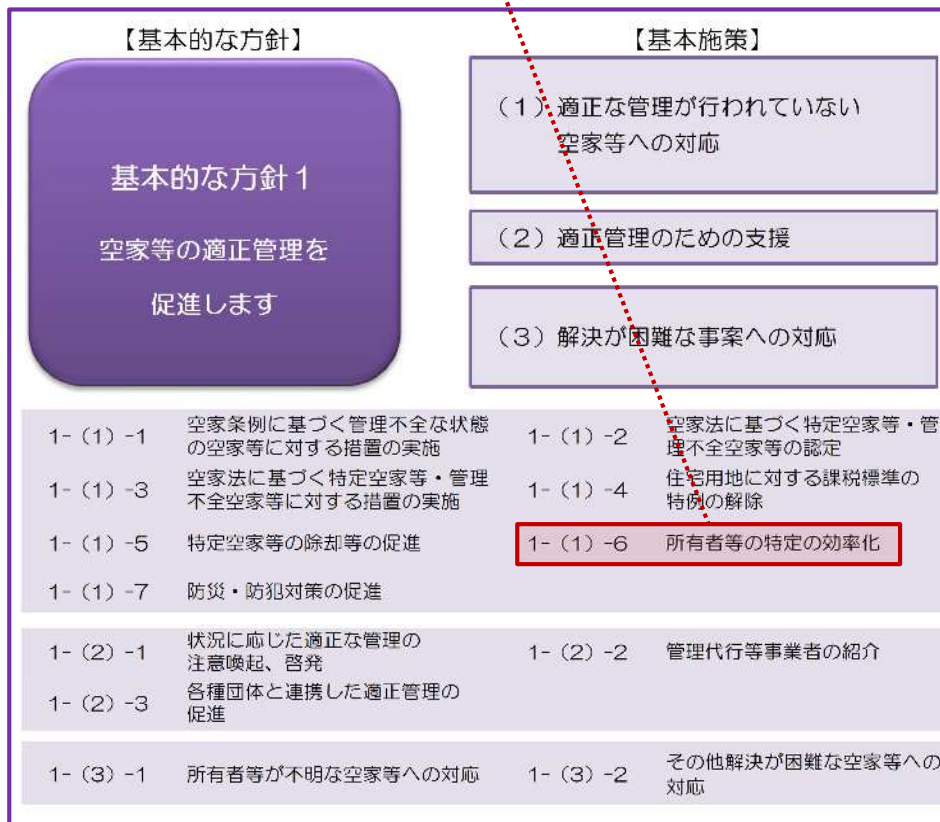 【基本的な方針】
【基本施策】
基本的な方針１
空家等の適正管理を
促進します
（１）適正な管理が行われていない
空家等への対応
（２）適正管理のための支援
（３）解決が困難な事案への対応
1-（1）-1 空家条例に基づく管理不全な状態
の空家等に対する措置の実施
1-（1）-2 空家法に基づく特定空家等・管
理不全空家等の認定
1-（1）-3 空家法に基づく特定空家等・管理
不全空家等に対する措置の実施
1-（1）-4 住宅用地に対する課税標準の
特例の解除
1-（1）-5 特定空家等の除却等の促進
1-（1）-6 所有者等の特定の効率化
1-（1）-7 防災・防犯対策の促進
1-（2）-1 状況に応じた適正な管理の
注意喚起、啓発
1-（2）-2 管理代行等事業者の紹介
1-（2）-3 各種団体と連携した適正管理の
促進
1-（3）-1 所有者等が不明な空家等への対応
1-（3）-2 その他解決が困難な空家等への
対応